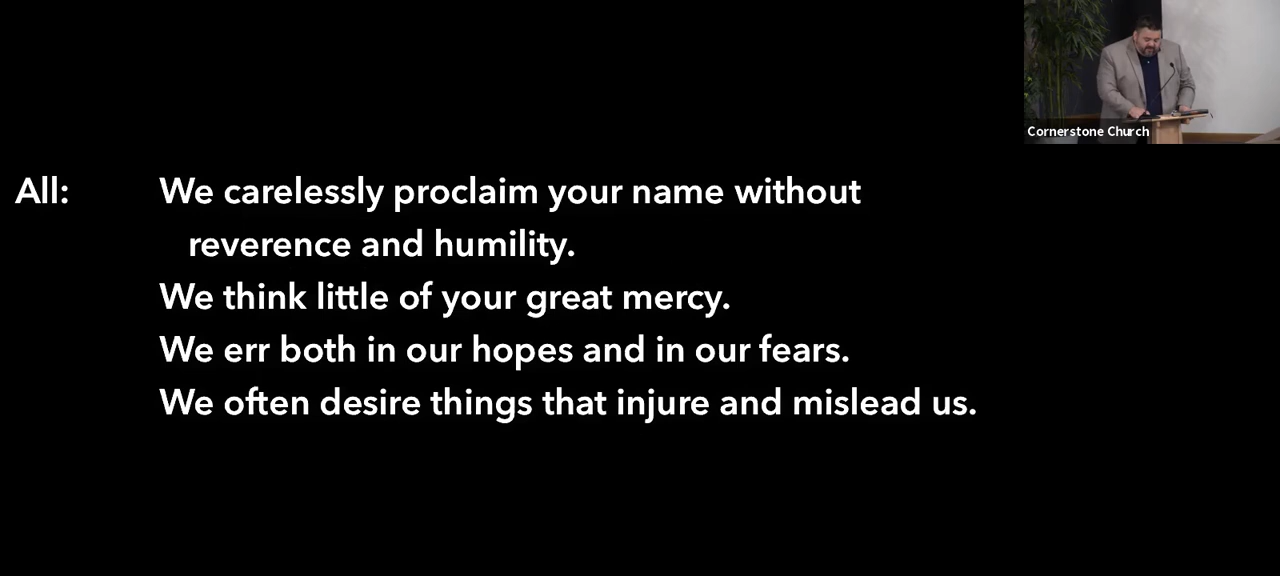 Cornerstone Church
All: We carelessly proclaim your name without
reverence and humility.
We think little of your great mercy.
We err both in our hopes and in our fears.
We often desire things that injure and mislead us.